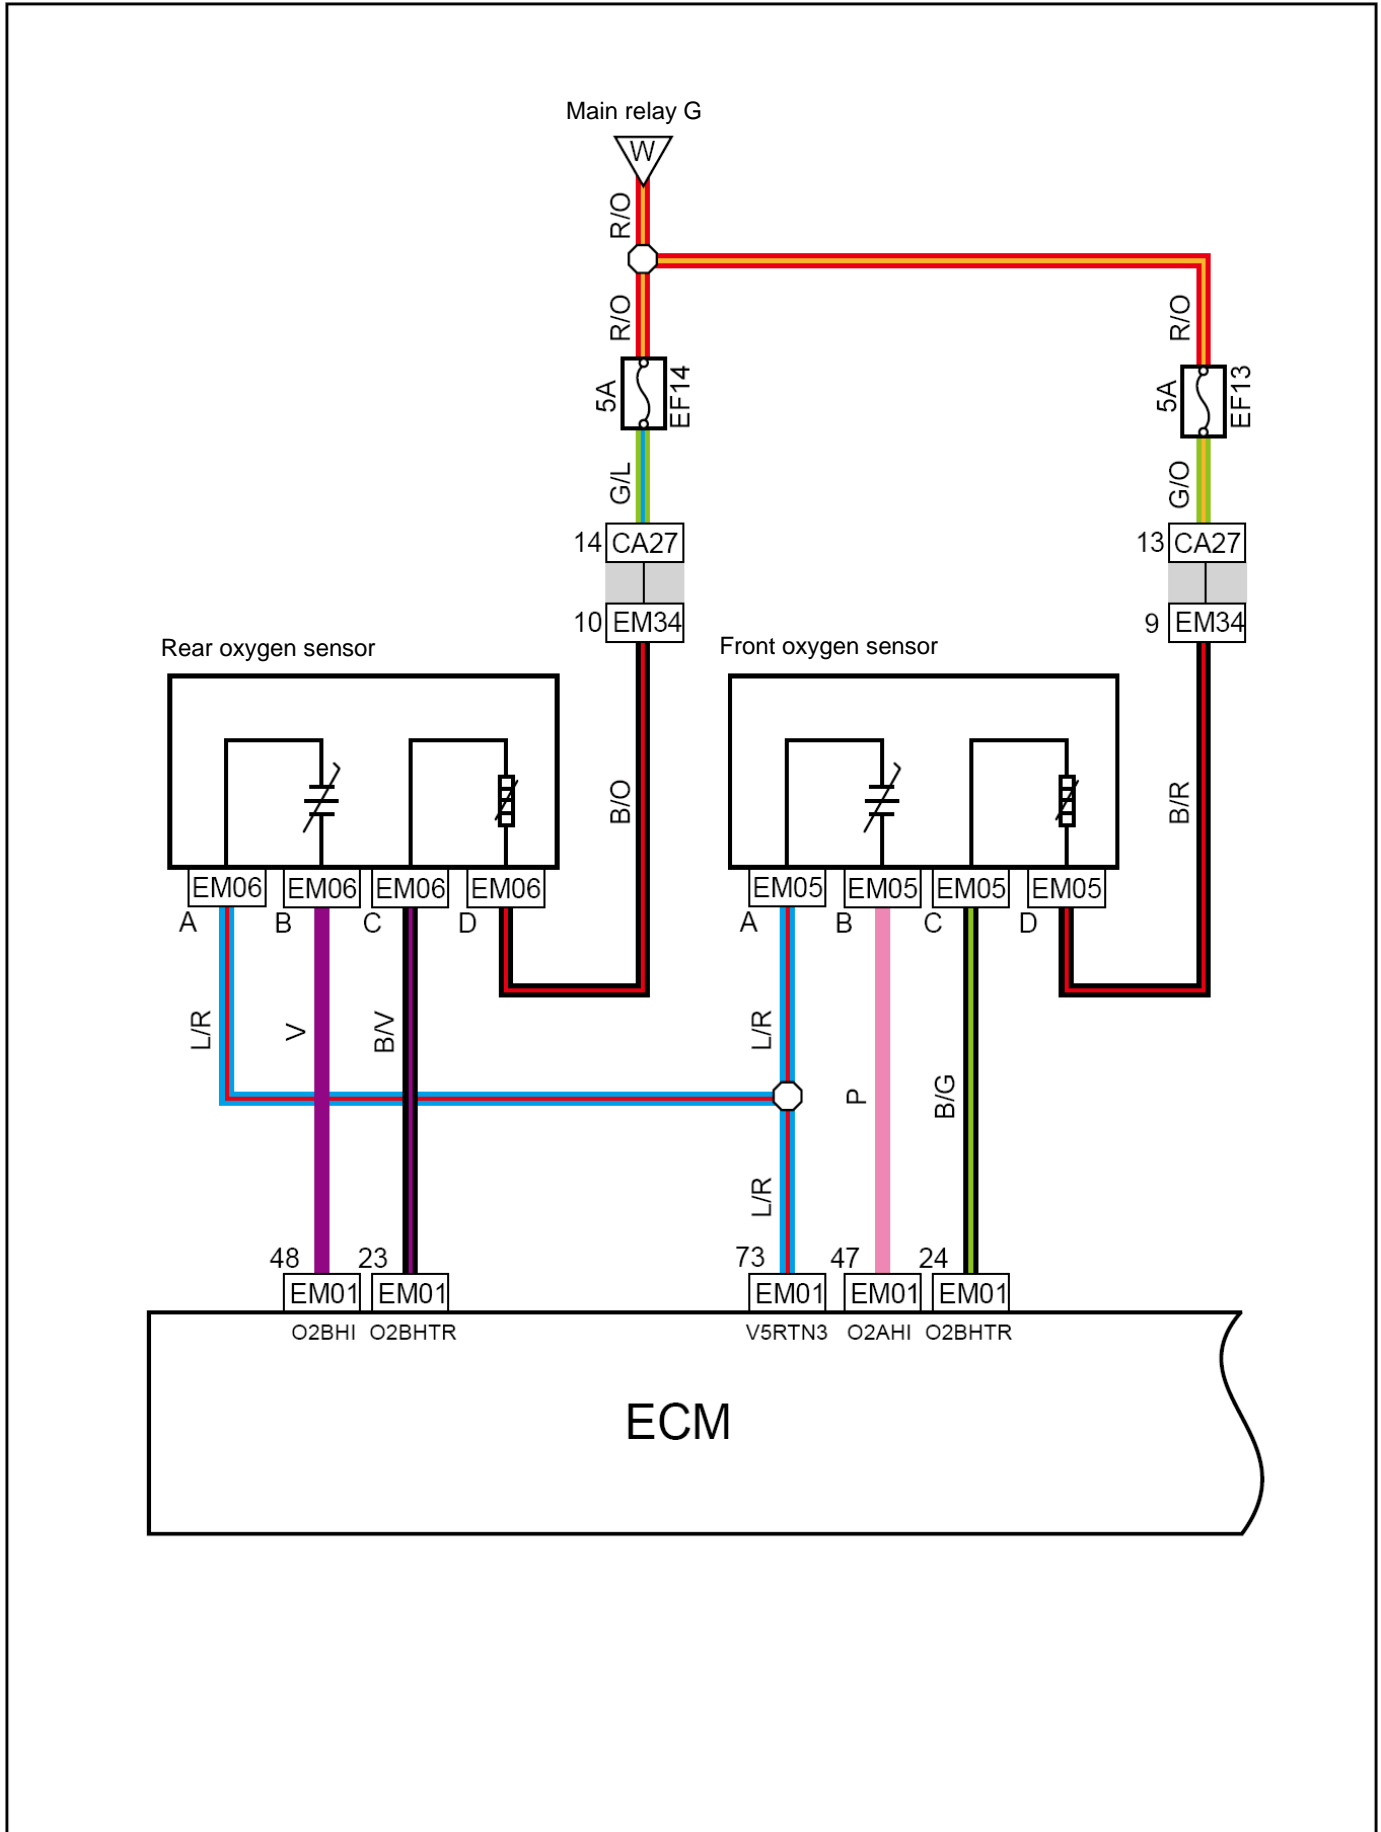 Main relay G
W
R/O
R/O
R/O
5A
EF14
5A
EF13
G/L
G/O
14 CA27
13 CA27
10 EM34
9 EM34
Rear oxygen sensor
Front oxygen sensor
B/O
B/R
EM06 EM06 EM06 EM06
EM05 EM05 EM05 EM05
A B C D
A B C D
L/R
V
B/V
L/R
P
B/G
L/R
48 23 73 47 24
EM01 EM01 EM01 EM01 EM01
O2BHI O2BHTR V5RTN3 O2AHI O2BHTR
ECM